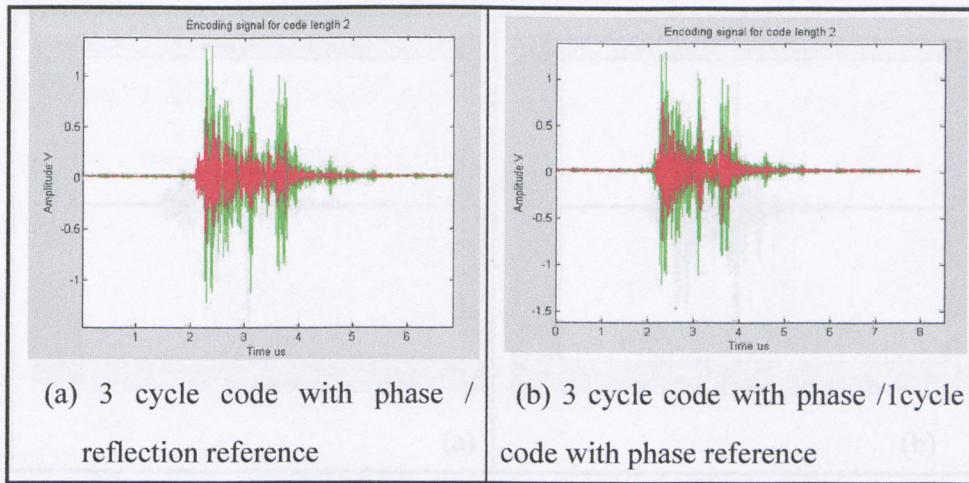 Encoding signal for code length 2
1
0.5
0
-0.5
-1
Amplitude V
1
2
3
4
5
6
Time us
(a) 3 cycle code with phase /
reflection reference
(a)
Encoding signal for code length 2
1
0.5
0
-0.5
-1
-1.5
Amplitude V
0
1
2
3
4
5
6
7
8
Time us
(b) 3 cycle code with phase /1cycle
code with phase reference
(b)